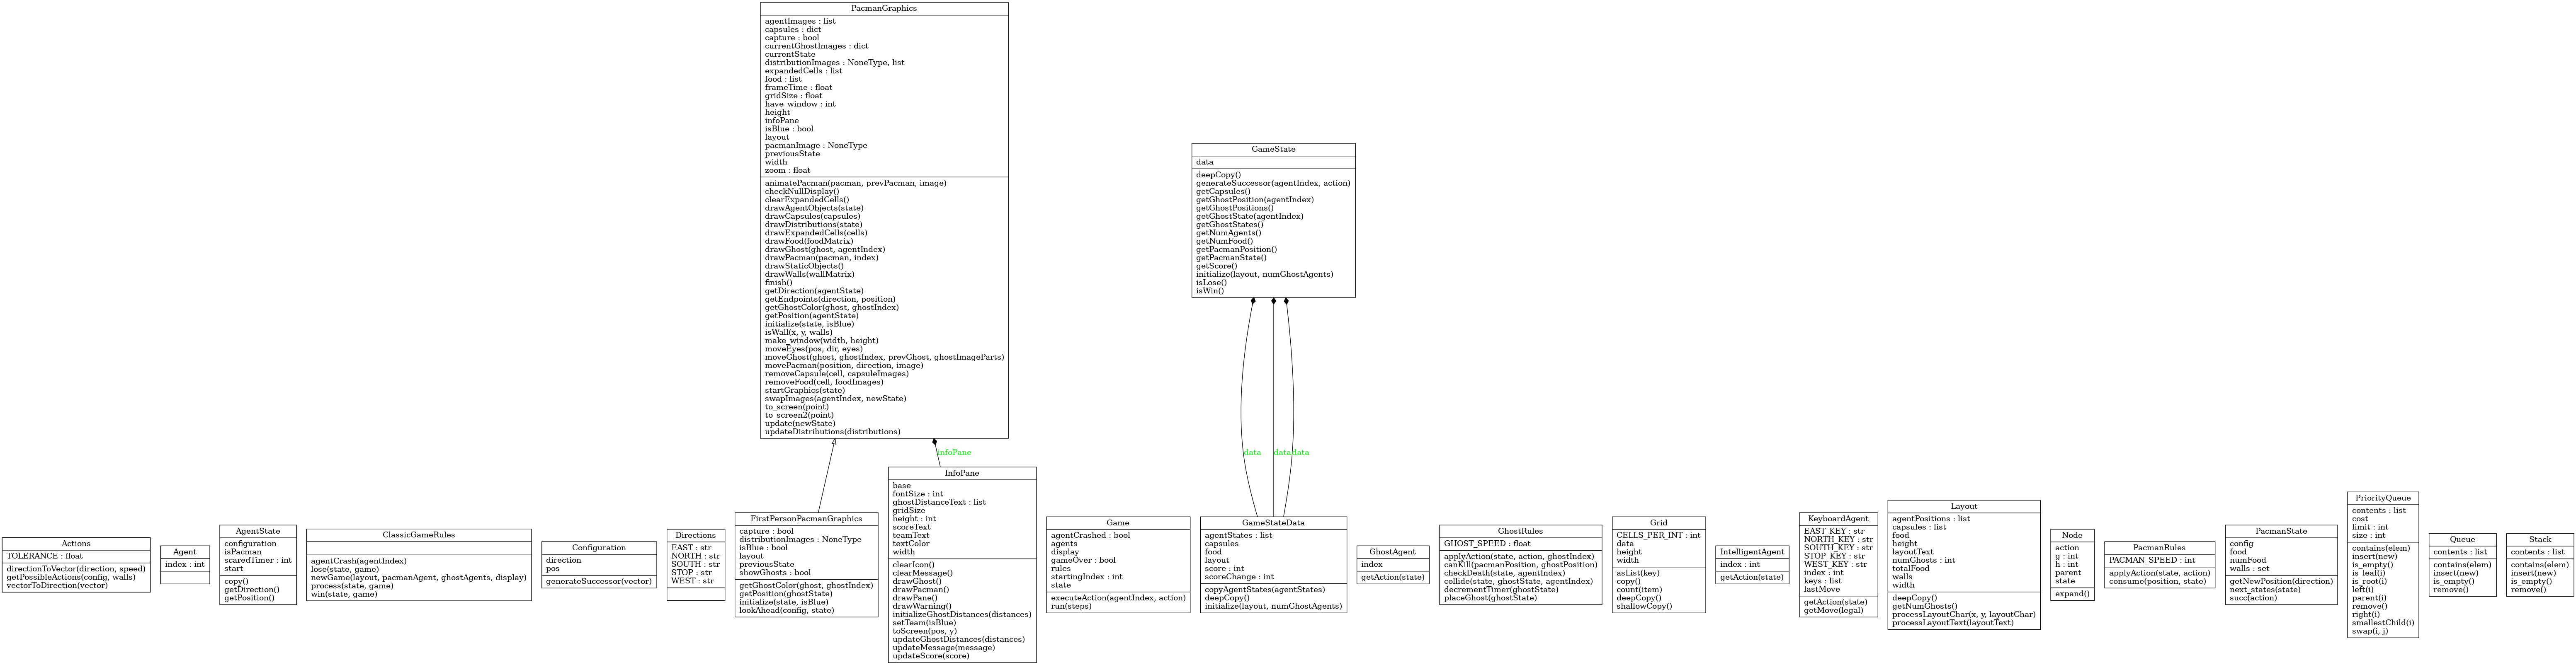 PacmanGraphics
agentImages : list
capsules : dict
capture : bool
currentGhostImages : dict
currentState
distributionImages : NoneType, list
expandedCells : list
food : list
frameTime : float
gridSize : float
have_window : int
height
infoPane
isBlue : bool
layout
pacmanImage : NoneType
previousState
width
zoom : float
animatePacman(pacman, prevPacman, image)
checkNullDisplay()
clearExpandedCells()
drawAgentObjects(state)
drawCapsules(capsules)
drawDistributions(state)
drawExpandedCells(cells)
drawFood(foodMatrix)
drawGhost(ghost, agentIndex)
drawPacman(pacman, index)
drawStaticObjects()
drawWalls(wallMatrix)
finish()
getDirection(agentState)
getEndpoints(direction, position)
getGhostColor(ghost, ghostIndex)
getPosition(agentState)
initialize(state, isBlue)
isWall(x, y, walls)
make_window(width, height)
moveEyes(pos, dir, eyes)
moveGhost(ghost, ghostIndex, prevGhost, ghostImageParts)
movePacman(position, direction, image)
removeCapsule(cell, capsuleImages)
removeFood(cell, foodImages)
startGraphics(state)
swapImages(agentIndex, newState)
to_screen(point)
to_screen2(point)
update(newState)
updateDistributions(distributions)
GameState
data
deepCopy()
generateSuccessor(agentIndex, action)
getCapsules()
getGhostPosition(agentIndex)
getGhostPositions()
getGhostState(agentIndex)
getGhostStates()
getNumAgents()
getNumFood()
getPacmanPosition()
getPacmanState()
getScore()
initialize(layout, numGhostAgents)
isLose()
isWin()
infoPane
data
data
data
Actions
TOLERANCE : float
directionToVector(direction, speed)
getPossibleActions(config, walls)
vectorToDirection(vector)
Agent
index : int
AgentState
configuration
isPacman
scaredTimer : int
start
copy()
getDirection()
getPosition()
ClassicGameRules
agentCrash(agentIndex)
lose(state, game)
newGame(layout, pacmanAgent, ghostAgents, display)
process(state, game)
win(state, game)
Configuration
direction
pos
generateSuccessor(vector)
Directions
EAST : str
NORTH : str
SOUTH : str
STOP : str
WEST : str
FirstPersonPacmanGraphics
capture : bool
distributionImages : NoneType
isBlue : bool
layout
previousState
showGhosts : bool
getGhostColor(ghost, ghostIndex)
getPosition(ghostState)
initialize(state, isBlue)
lookAhead(config, state)
InfoPane
base
fontSize : int
ghostDistanceText : list
gridSize
height : int
scoreText
teamText
textColor
width
clearIcon()
clearMessage()
drawGhost()
drawPacman()
drawPane()
drawWarning()
initializeGhostDistances(distances)
setTeam(isBlue)
toScreen(pos, y)
updateGhostDistances(distances)
updateMessage(message)
updateScore(score)
Game
agentCrashed : bool
agents
display
gameOver : bool
rules
startingIndex : int
state
executeAction(agentIndex, action)
run(steps)
GameStateData
agentStates : list
capsules
food
layout
score : int
scoreChange : int
copyAgentStates(agentStates)
deepCopy()
initialize(layout, numGhostAgents)
GhostAgent
index
getAction(state)
GhostRules
GHOST_SPEED : float
applyAction(state, action, ghostIndex)
canKill(pacmanPosition, ghostPosition)
checkDeath(state, agentIndex)
collide(state, ghostState, agentIndex)
decrementTimer(ghostState)
placeGhost(ghostState)
Grid
CELLS_PER_INT : int
data
height
width
asList(key)
copy()
count(item)
deepCopy()
shallowCopy()
IntelligentAgent
index : int
getAction(state)
KeyboardAgent
EAST_KEY : str
NORTH_KEY : str
SOUTH_KEY : str
STOP_KEY : str
WEST_KEY : str
index : int
keys : list
lastMove
getAction(state)
getMove(legal)
Layout
agentPositions : list
capsules : list
food
height
layoutText
numGhosts : int
totalFood
walls
width
deepCopy()
getNumGhosts()
processLayoutChar(x, y, layoutChar)
processLayoutText(layoutText)
Node
action
g : int
h : int
parent
state
expand()
PacmanRules
PACMAN_SPEED : int
applyAction(state, action)
consume(position, state)
PacmanState
config
food
numFood
walls : set
getNewPosition(direction)
next_states(state)
succ(action)
PriorityQueue
contents : list
cost
limit : int
size : int
contains(elem)
insert(new)
is_empty()
is_leaf(i)
is_root(i)
left(i)
parent(i)
remove()
right(i)
smallestChild(i)
swap(i, j)
Queue
contents : list
contains(elem)
insert(new)
is_empty()
remove()
Stack
contents : list
contains(elem)
insert(new)
is_empty()
remove()